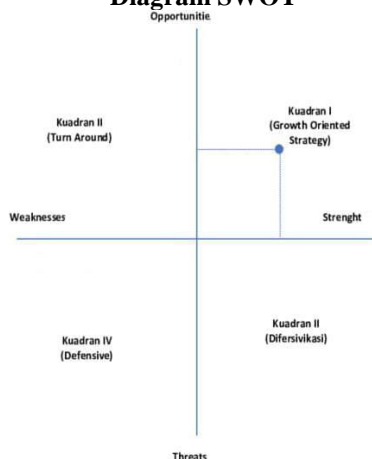 Diagram SWOT
Opportunitie
Kuadran II
(Turn Around)
Kuadran I
(Growth Oriented
Strategy)
Weaknesses
Strenght
Kuadran IV
(Defensive)
Kuadran II
(Difersivikasi)
Threats